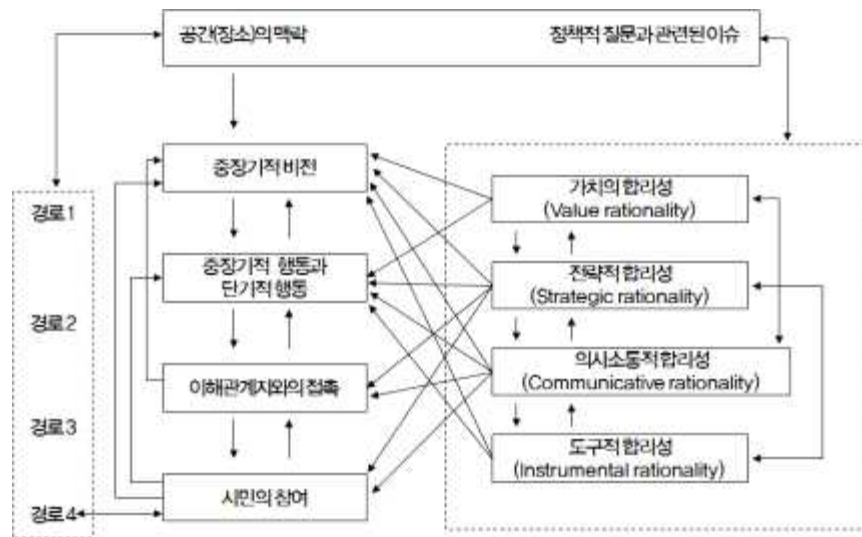 공간(장소)의 맥락
정책적 질문과 관련된 이슈
중장기적 비전
경로1
가치의 합리성
(Value rationality)
중장기적 행동과
단기적 행동
전략적 합리성
(Strategic rationality)
경로2
의사소통적 합리성
(Communicative rationality)
이해관계자와의 접촉
경로3
도구적 합리성
(Instrumental rationality)
시민의 참여
경로4